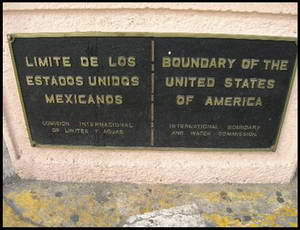 LIMITE DE LOS
ESTADOS UNIDOS
MEXICANOS
COMISION INTERNACIONAL
DE LIMITES Y AGUAS
BOUNDARY OF THE
UNITED STATES
OF AMERICA
INTERNATIONAL BOUNDARY
AND WATER COMMISSION